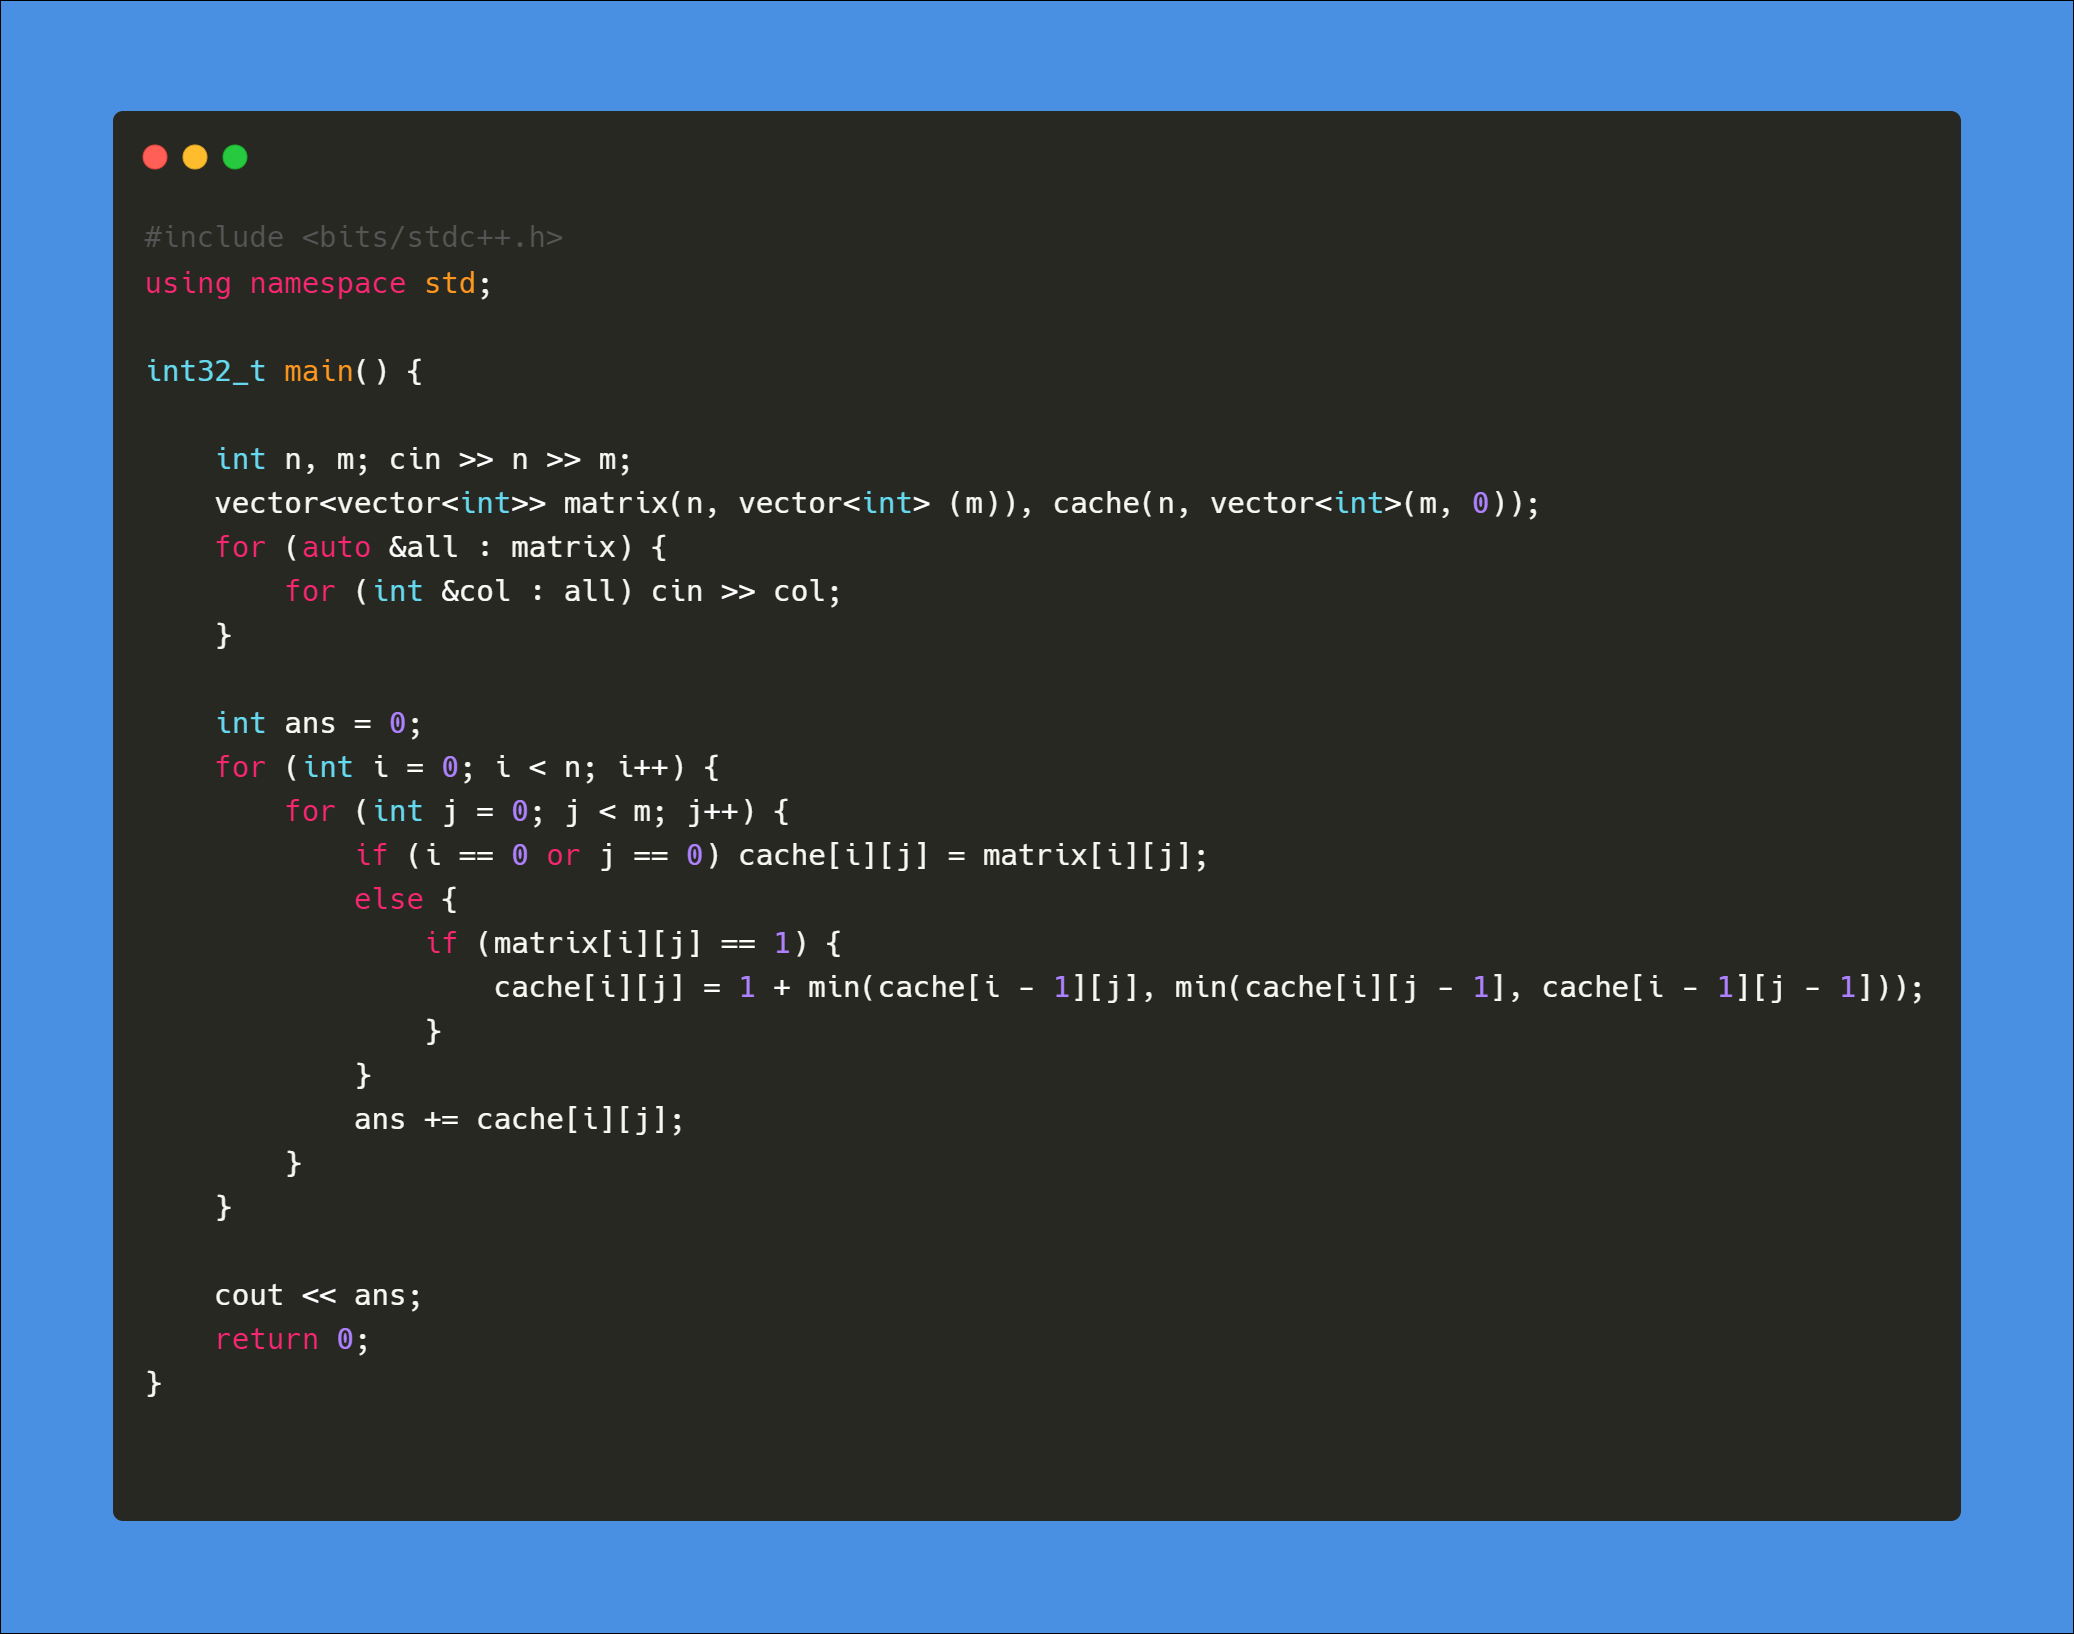 #include <bits/stdc++.h>
using namespace std;

int32_t main() {

    int n, m; cin >> n >> m;
    vector<vector<int>> matrix(n, vector<int> (m)), cache(n, vector<int>(m, 0));
    for (auto &all : matrix) {
        for (int &col : all) cin >> col;
    }

    int ans = 0;
    for (int i = 0; i < n; i++) {
        for (int j = 0; j < m; j++) {
            if (i == 0 or j == 0) cache[i][j] = matrix[i][j];
            else {
                if (matrix[i][j] == 1) {
                    cache[i][j] = 1 + min(cache[i - 1][j], min(cache[i][j - 1], cache[i - 1][j - 1]));
                }
            }
            ans += cache[i][j];
        }
    }

    cout << ans;
    return 0;
}